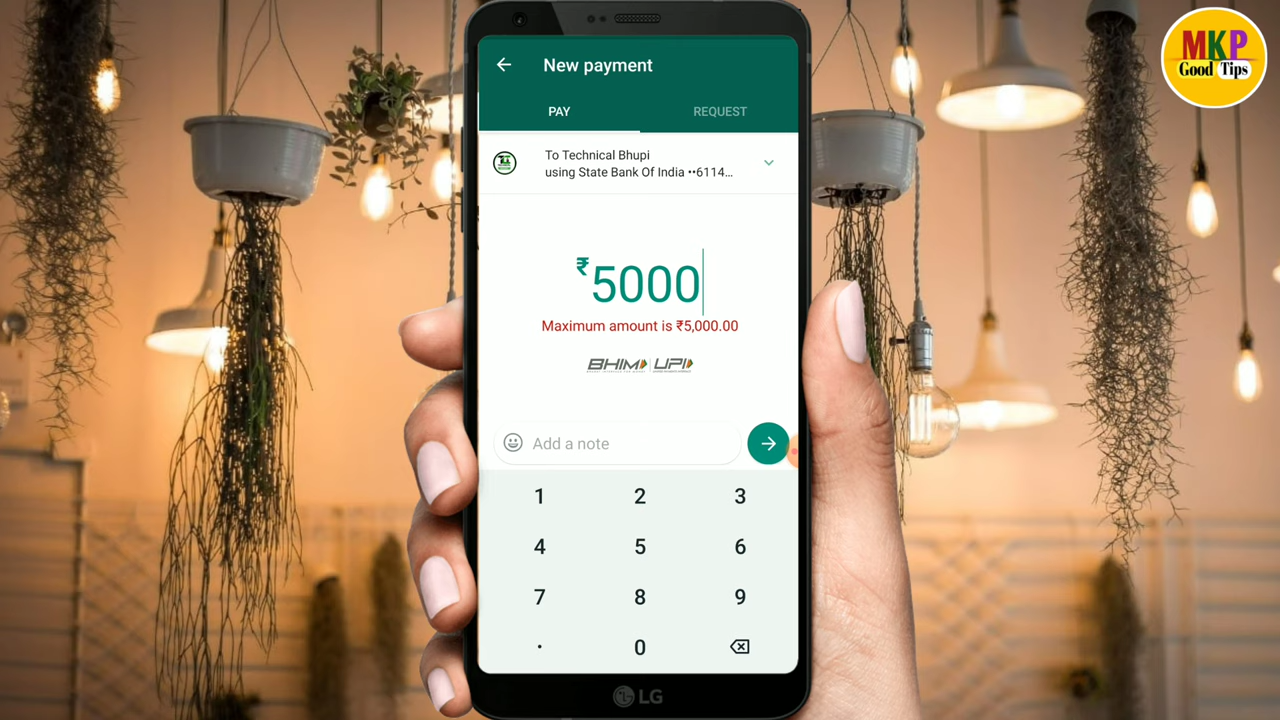 MKP
Good Tips
New payment
PAY
REQUEST
To Technical Bhupi
using State Bank Of India ••6114...
₹5000
Maximum amount is ₹5,000.00
BHIM UPI
Add a note
1 2 3
4 5 6
7 8 9
. 0
LG